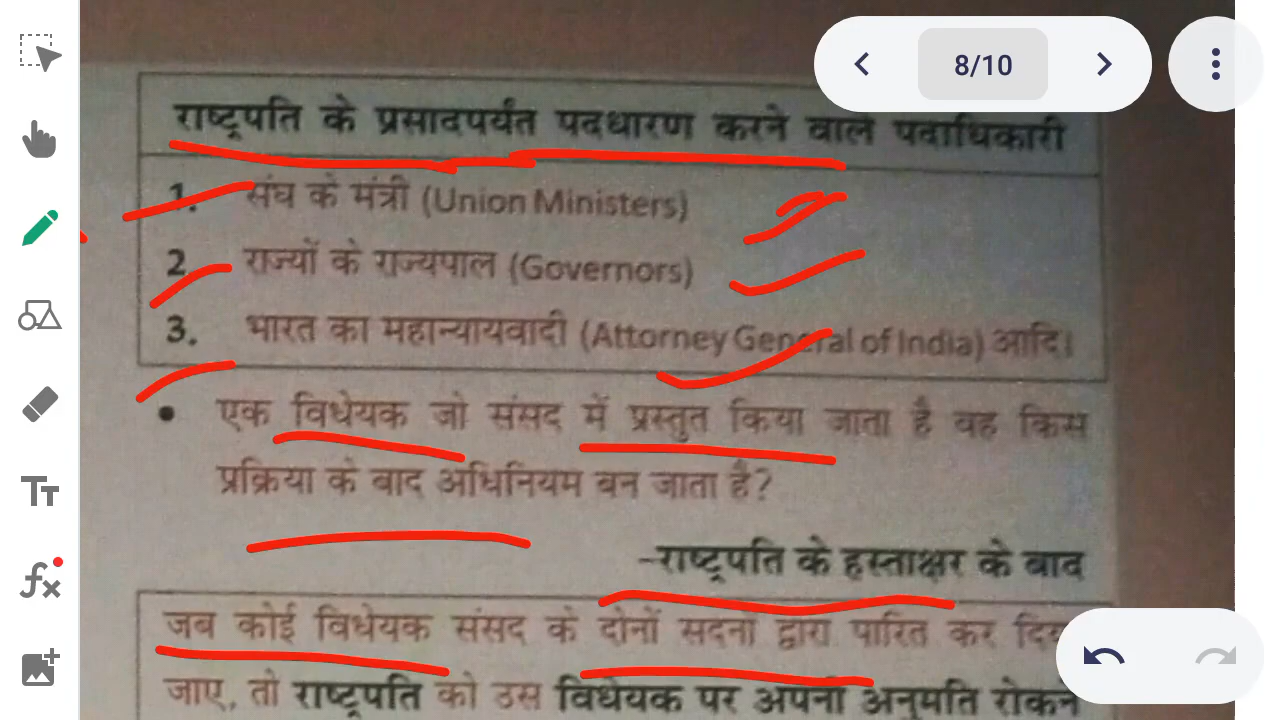 8/10
राष्ट्रपति के प्रसादपर्यंत पदधारण करने वाले पदाधिकारी
1. संघ के मंत्री (Union Ministers)
2. राज्यों के राज्यपाल (Governors)
3. भारत का महान्यायवादी (Attorney General of India) आदि।
• एक विधेयक जो संसद में प्रस्तुत किया जाता है वह किस
प्रक्रिया के बाद अधिनियम बन जाता है?
–राष्ट्रपति के हस्ताक्षर के बाद
जब कोई विधेयक संसद के दोनों सदनों द्वारा पारित कर
जाए, तो राष्ट्रपति को उस विधेयक पर अपनी अनुमति रोकने
TT
fx